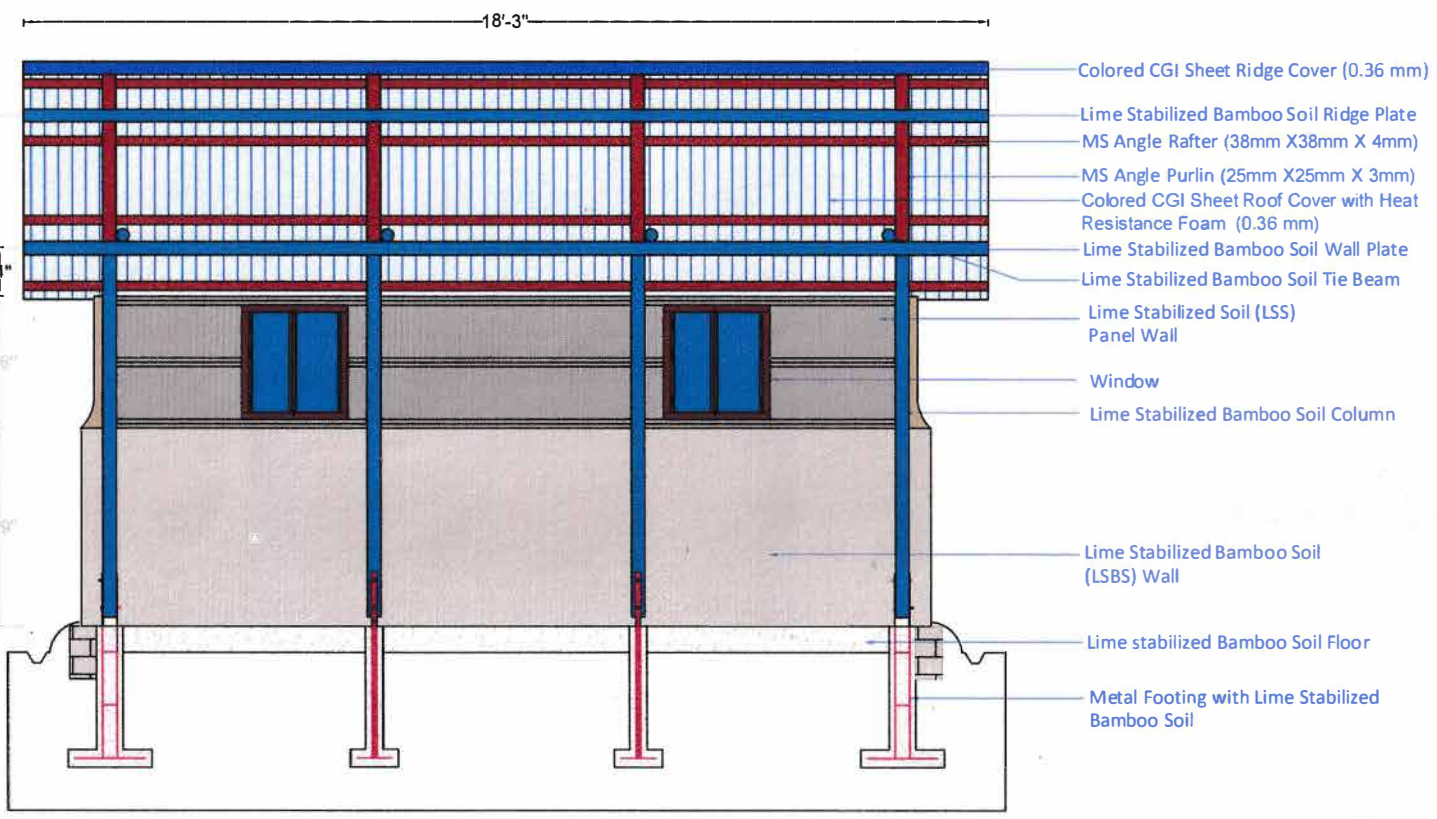 18'-3"
Colored CGI Sheet Ridge Cover (0.36 mm)
Lime Stabilized Bamboo Soil Ridge Plate
MS Angle Rafter (38mm X38mm X 4mm)
MS Angle Purlin (25mm X25mm X 3mm)
Colored CGI Sheet Roof Cover with Heat
Resistance Foam (0.36 mm)
Lime Stabilized Bamboo Soil Wall Plate
Lime Stabilized Bamboo Soil Tie Beam
Lime Stabilized Soil (LSS)
Panel Wall
Window
Lime Stabilized Bamboo Soil Column
Lime Stabilized Bamboo Soil
(LSBS) Wall
Lime stabilized Bamboo Soil Floor
Metal Footing with Lime Stabilized
Bamboo Soil